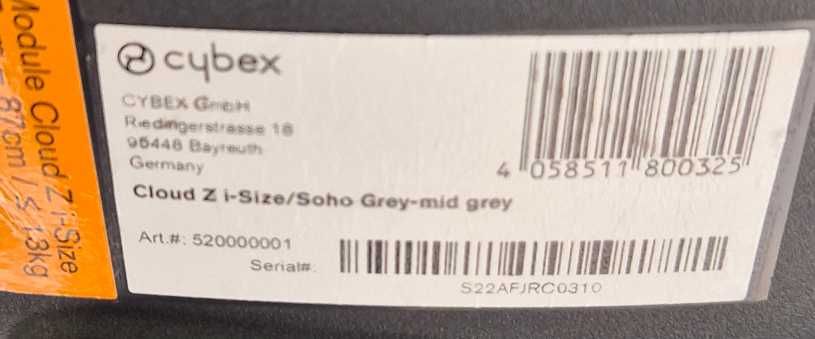 Module Cloud Z i-Size
87cm / ≤ 13kg
cybex
CYBEX GmbH
Riedingerstrasse 18
95448 Bayreuth
Germany
4 058511 800325
Cloud Z i-Size/Soho Grey-mid grey
Art.#: 520000001
Serial#:
S22AFJRC0310